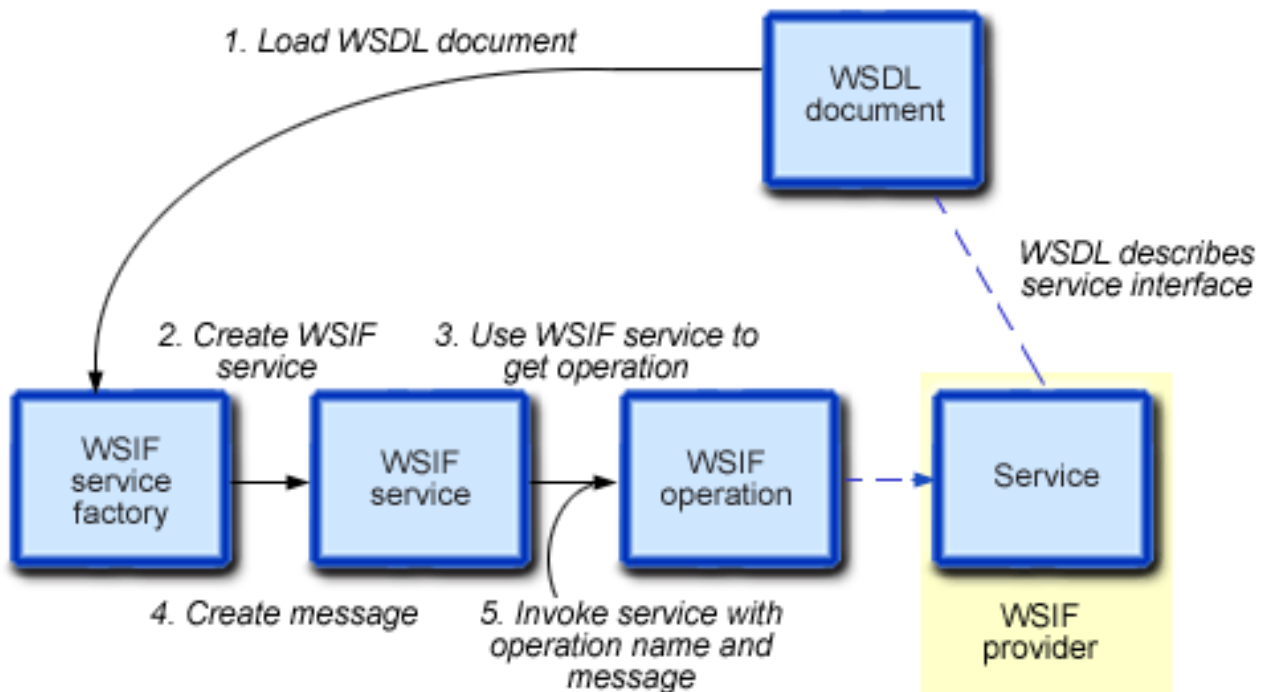 1. Load WSDL document
WSDL
document
WSDL describes
service interface
2. Create WSIF
service
3. Use WSIF service to
get operation
WSIF
service
factory
WSIF
service
WSIF
operation
Service
4. Create message
5. Invoke service with
operation name and
message
WSIF
provider